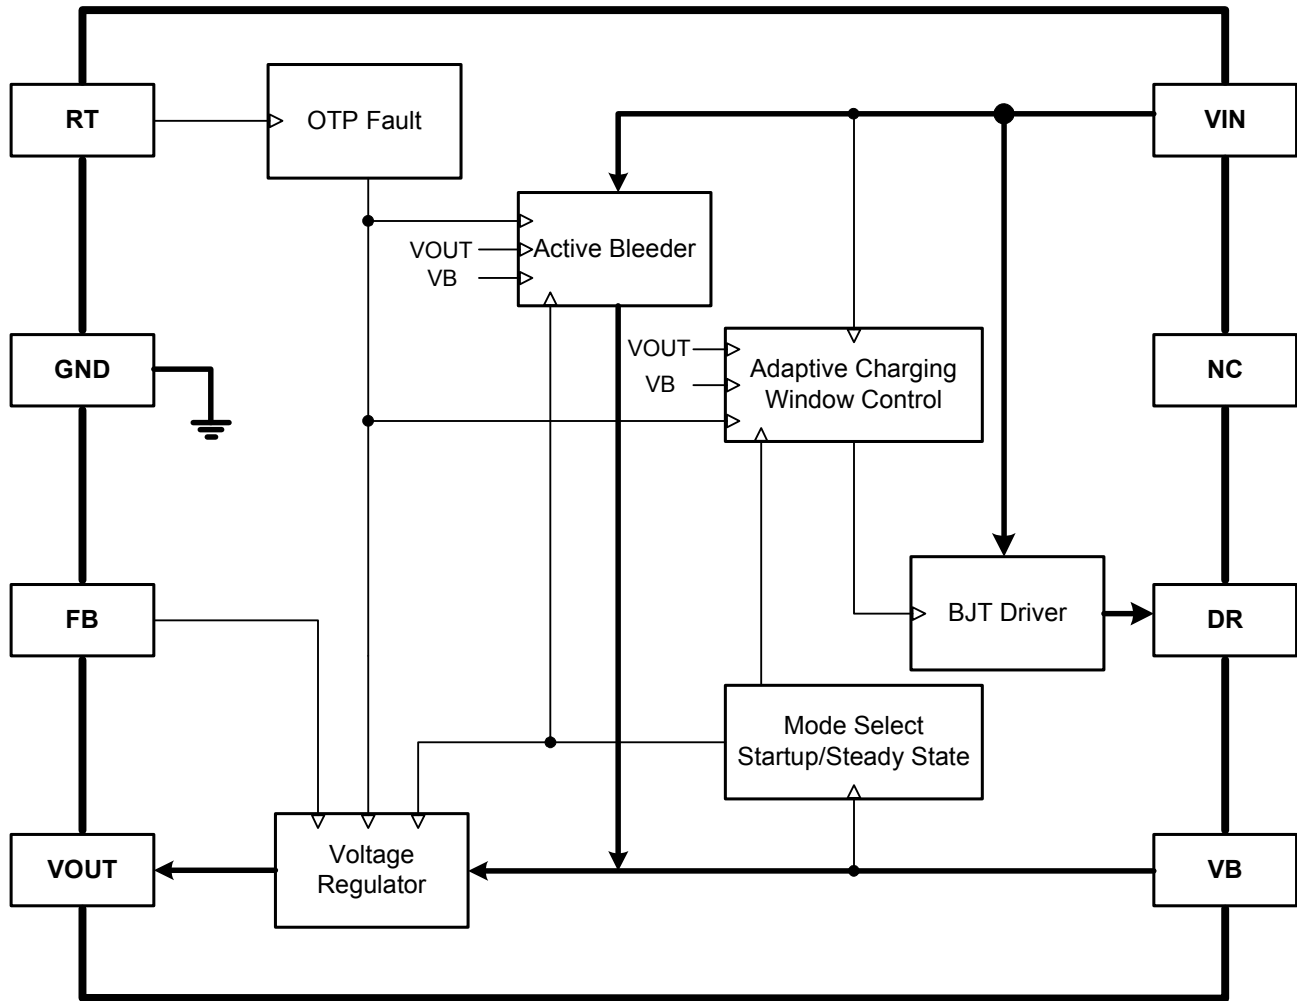 RT
OTP Fault
VIN
VOUT
VB
Active Bleeder
GND
VOUT
VB
Adaptive Charging
Window Control
NC
FB
BJT Driver
DR
Mode Select
Startup/Steady State
VOUT
Voltage
Regulator
VB